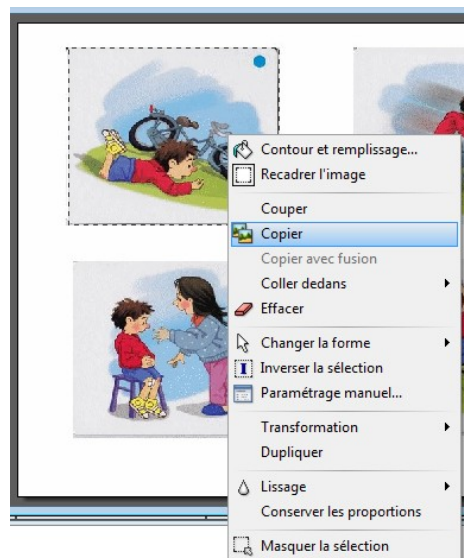 Contour et remplissage...
Recadrer l'image
Couper
Copier
Copier avec fusion
Coller dedans
Effacer
Changer la forme
Inverser la sélection
Paramétrage manuel...
Transformation
Dupliquer
Lissage
Conserver les proportions
Masquer la sélection